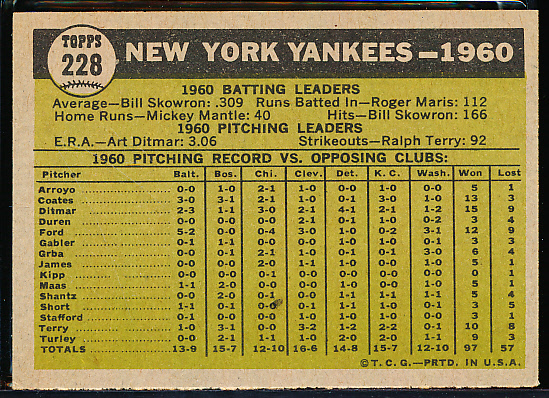 TOPPS
228
NEW YORK YANKEES—1960
1960 BATTING LEADERS
Average—Bill Skowron: .309 Runs Batted In—Roger Maris: 112
Home Runs—Mickey Mantle: 40 Hits—Bill Skowron: 166
1960 PITCHING LEADERS
E.R.A.—Art Ditmar: 3.06 Strikeouts—Ralph Terry: 92
1960 PITCHING RECORD VS. OPPOSING CLUBS:
Pitcher Balt. Bos. Chi. Clev. Det. K. C. Wash. Won Lost
Arroyo 0-0 1-0 2-1 1-0 1-0 0-0 0-0 5 1
Coates 3-0 3-1 2-1 0-1 1-0 3-0 1-0 13 3
Ditmar 2-3 1-1 3-0 2-1 4-1 2-1 1-2 15 9
Duren 0-0 0-0 0-0 2-1 0-1 1-0 0-2 3 4
Ford 5-2 0-0 0-4 3-0 1-0 0-2 3-1 12 9
Gabler 0-1 1-1 0-0 0-0 1-0 1-0 0-1 3 3
Grba 0-0 0-2 2-1 1-0 0-0 0-1 3-0 6 4
James 0-0 0-0 2-0 1-1 1-0 0-0 1-0 5 1
Kipp 0-0 0-0 0-1 0-0 0-0 0-0 0-0 0 1
Maas 1-1 2-0 0-0 0-0 1-0 1-0 0-0 5 1
Shantz 0-0 2-0 0-1 0-0 1-1 1-1 1-1 5 4
Short 1-1 0-1 0-0 1-0 0-2 0-0 1-1 3 5
Stafford 0-1 0-0 0-0 1-0 1-0 0-0 1-0 3 1
Terry 1-0 3-1 0-0 3-2 1-2 2-2 0-1 10 8
Turley 0-0 2-1 1-1 2-0 2-0 1-0 1-1 9 3
TOTALS 13-9 15-7 12-10 16-6 14-8 15-7 12-10 97 57
© T. C. G.—PRTD. IN U.S.A.